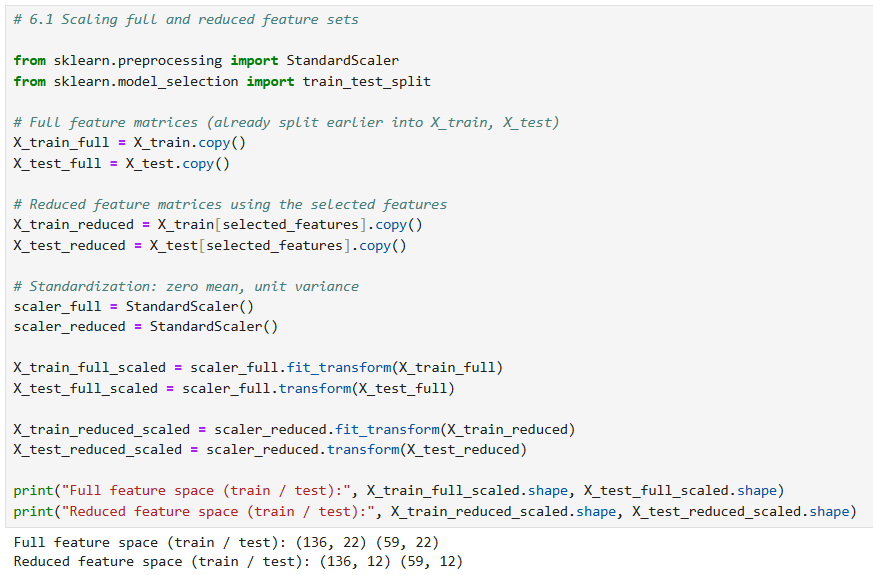 # 6.1 Scaling full and reduced feature sets
from sklearn.preprocessing import StandardScaler
from sklearn.model_selection import train_test_split
# Full feature matrices (already split earlier into X_train, X_test)
X_train_full = X_train.copy()
X_test_full = X_test.copy()
# Reduced feature matrices using the selected features
X_train_reduced = X_train[selected_features].copy()
X_test_reduced = X_test[selected_features].copy()
# Standardization: zero mean, unit variance
scaler_full = StandardScaler()
scaler_reduced = StandardScaler()
X_train_full_scaled = scaler_full.fit_transform(X_train_full)
X_test_full_scaled = scaler_full.transform(X_test_full)
X_train_reduced_scaled = scaler_reduced.fit_transform(X_train_reduced)
X_test_reduced_scaled = scaler_reduced.transform(X_test_reduced)
print("Full feature space (train / test):", X_train_full_scaled.shape, X_test_full_scaled.shape)
print("Reduced feature space (train / test):", X_train_reduced_scaled.shape, X_test_reduced_scaled.shape)
Full feature space (train / test): (136, 22) (59, 22)
Reduced feature space (train / test): (136, 12) (59, 12)